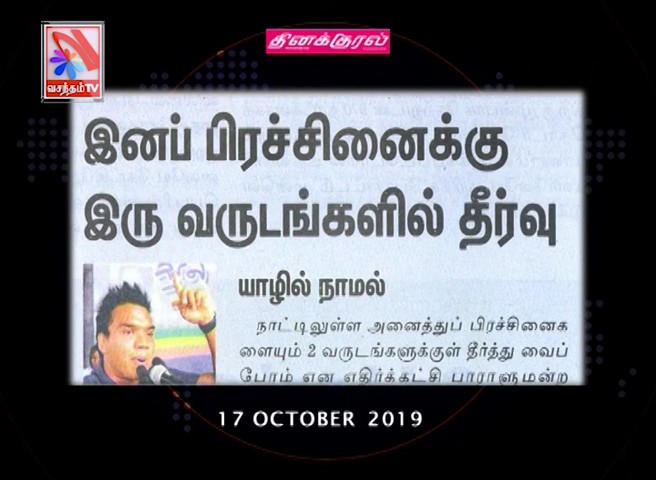 தினக்குரல்
வசந்தம்TV
இனப் பிரச்சினைக்கு
இரு வருடங்களில் தீர்வு
யாழில் நாமல்
நாட்டிலுள்ள அனைத்துப் பிரச்சினைக
ளையும் 2 வருடங்களுக்குள் தீர்த்து வைப்
போம் என எதிர்க்கட்சி பாராளுமன்ற
17 OCTOBER 2019